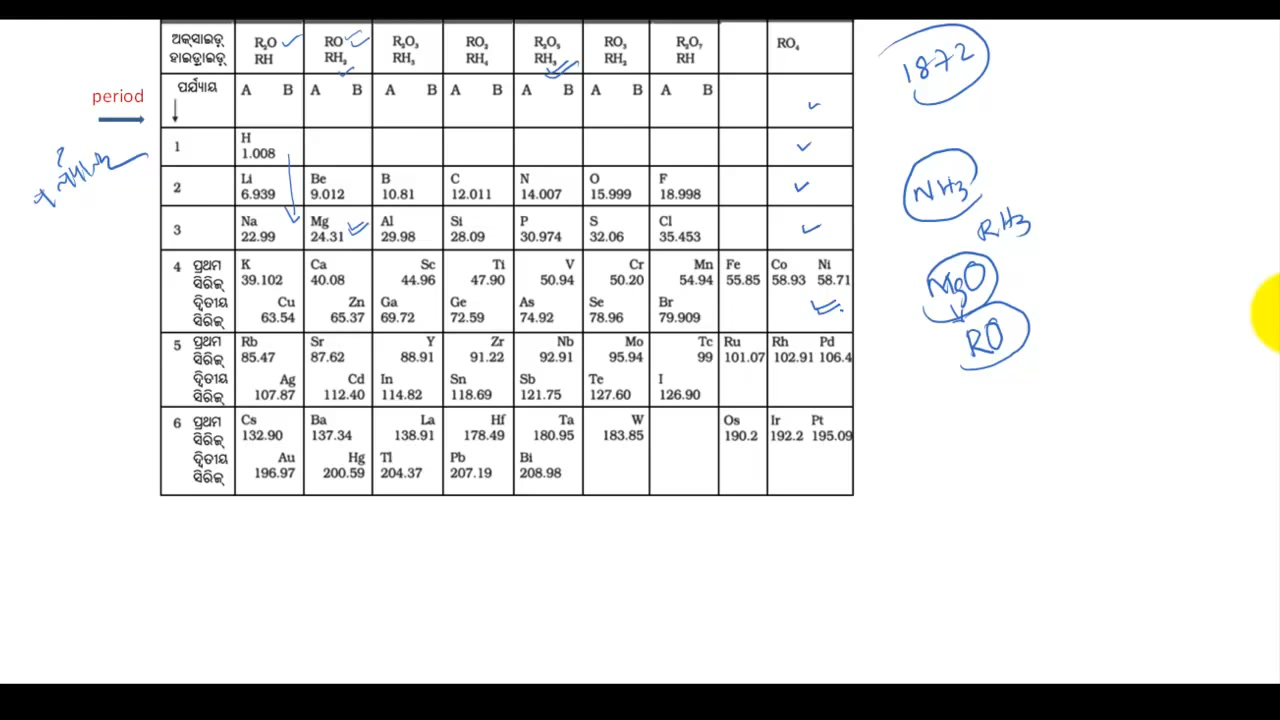 ଅକ୍‌ସାଇଡ଼୍ R₂O RO R₂O₃ RO₂ R₂O₅ RO₃ R₂O₇ RO₄
ହାଇଡ୍ରାଇଡ଼୍ RH RH₂ RH₃ RH₄ RH₃ RH₂ RH
ପର୍ଯ୍ୟାୟ A B A B A B A B A B A B A B
period
1 H
1.008
2 Li Be B C N O F
6.939 9.012 10.81 12.011 14.007 15.999 18.998
3 Na Mg Al Si P S Cl
22.99 24.31 29.98 28.09 30.974 32.06 35.453
4 ପ୍ରଥମ K Ca Sc Ti V Cr Mn Fe Co Ni
ସିରିଜ୍ 39.102 40.08 44.96 47.90 50.94 50.20 54.94 55.85 58.93 58.71
ଦ୍ୱିତୀୟ Cu Zn Ga Ge As Se Br
ସିରିଜ୍ 63.54 65.37 69.72 72.59 74.92 78.96 79.909
5 ପ୍ରଥମ Rb Sr Y Zr Nb Mo Tc Ru Rh Pd
ସିରିଜ୍ 85.47 87.62 88.91 91.22 92.91 95.94 99 101.07 102.91 106.4
ଦ୍ୱିତୀୟ Ag Cd In Sn Sb Te I
ସିରିଜ୍ 107.87 112.40 114.82 118.69 121.75 127.60 126.90
6 ପ୍ରଥମ Cs Ba La Hf Ta W Os Ir Pt
ସିରିଜ୍ 132.90 137.34 138.91 178.49 180.95 183.85 190.2 192.2 195.09
ଦ୍ୱିତୀୟ Au Hg Tl Pb Bi
ସିରିଜ୍ 196.97 200.59 204.37 207.19 208.98
1872
NH3
RH3
MgO
RO